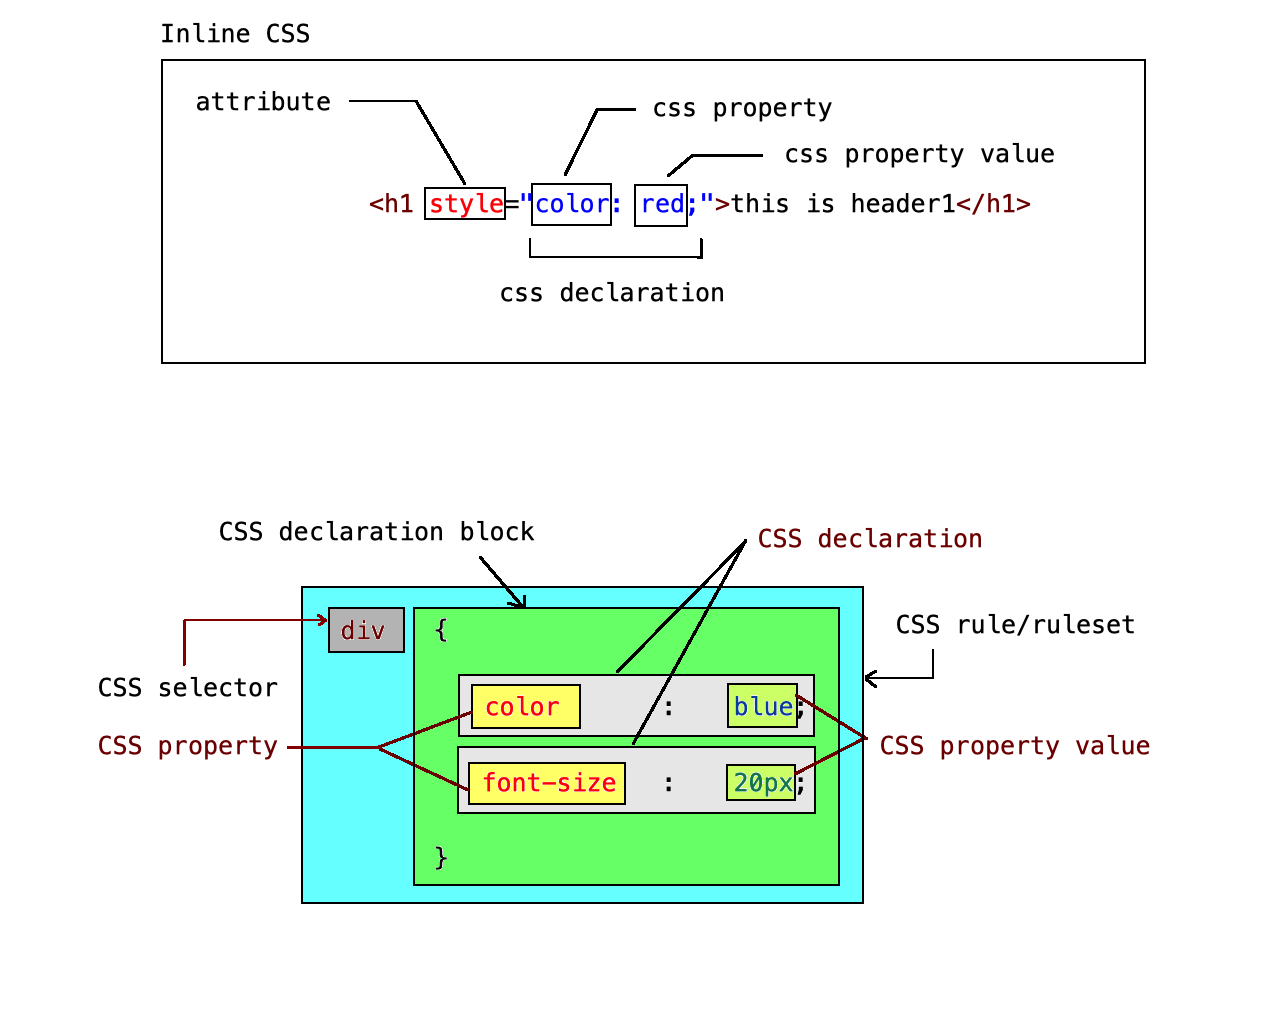 Inline CSS
attribute
css property
css property value
<h1 style="color: red;">this is header1</h1>
css declaration
CSS declaration block
CSS declaration
CSS rule/ruleset
div {
CSS selector
color : blue;
CSS property
CSS property value
font-size : 20px;
}